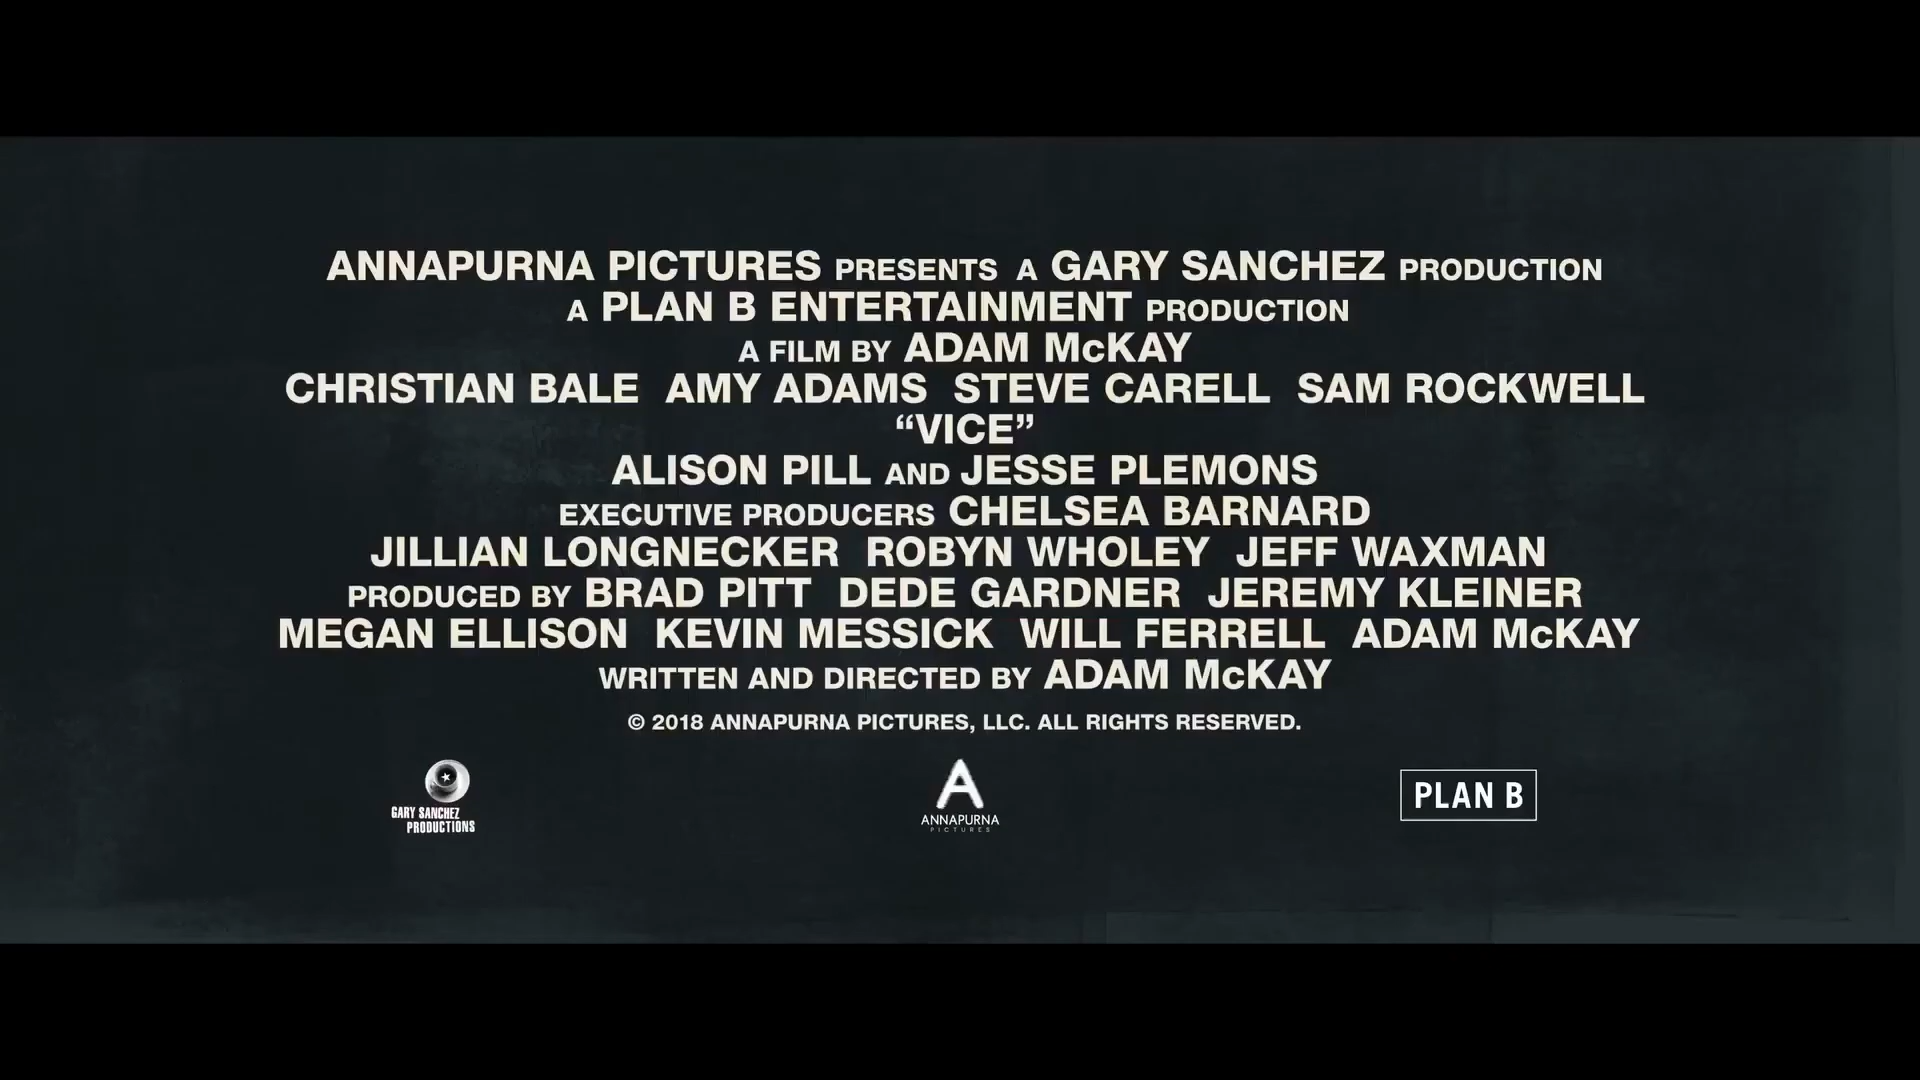 ANNAPURNA PICTURES PRESENTS A GARY SANCHEZ PRODUCTION
A PLAN B ENTERTAINMENT PRODUCTION
A FILM BY ADAM McKAY
CHRISTIAN BALE AMY ADAMS STEVE CARELL SAM ROCKWELL
“VICE”
ALISON PILL AND JESSE PLEMONS
EXECUTIVE PRODUCERS CHELSEA BARNARD
JILLIAN LONGNECKER ROBYN WHOLEY JEFF WAXMAN
PRODUCED BY BRAD PITT DEDE GARDNER JEREMY KLEINER
MEGAN ELLISON KEVIN MESSICK WILL FERRELL ADAM McKAY
WRITTEN AND DIRECTED BY ADAM McKAY
© 2018 ANNAPURNA PICTURES, LLC. ALL RIGHTS RESERVED.
GARY SANCHEZ
PRODUCTIONS
A
ANNAPURNA
PICTURES
PLAN B